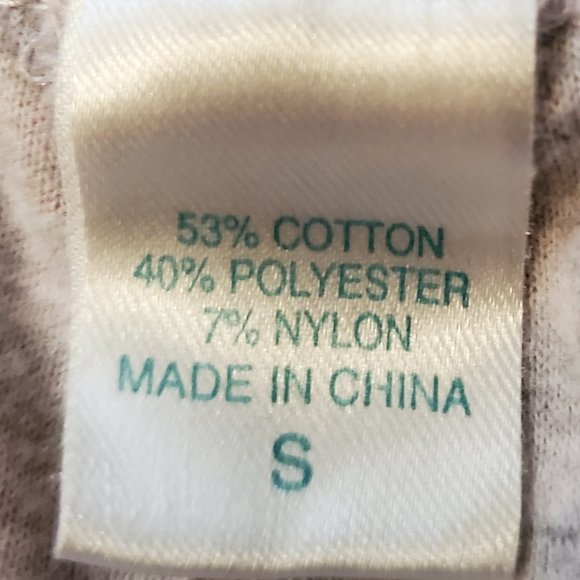 53% COTTON
40% POLYESTER
7% NYLON
MADE IN CHINA
S